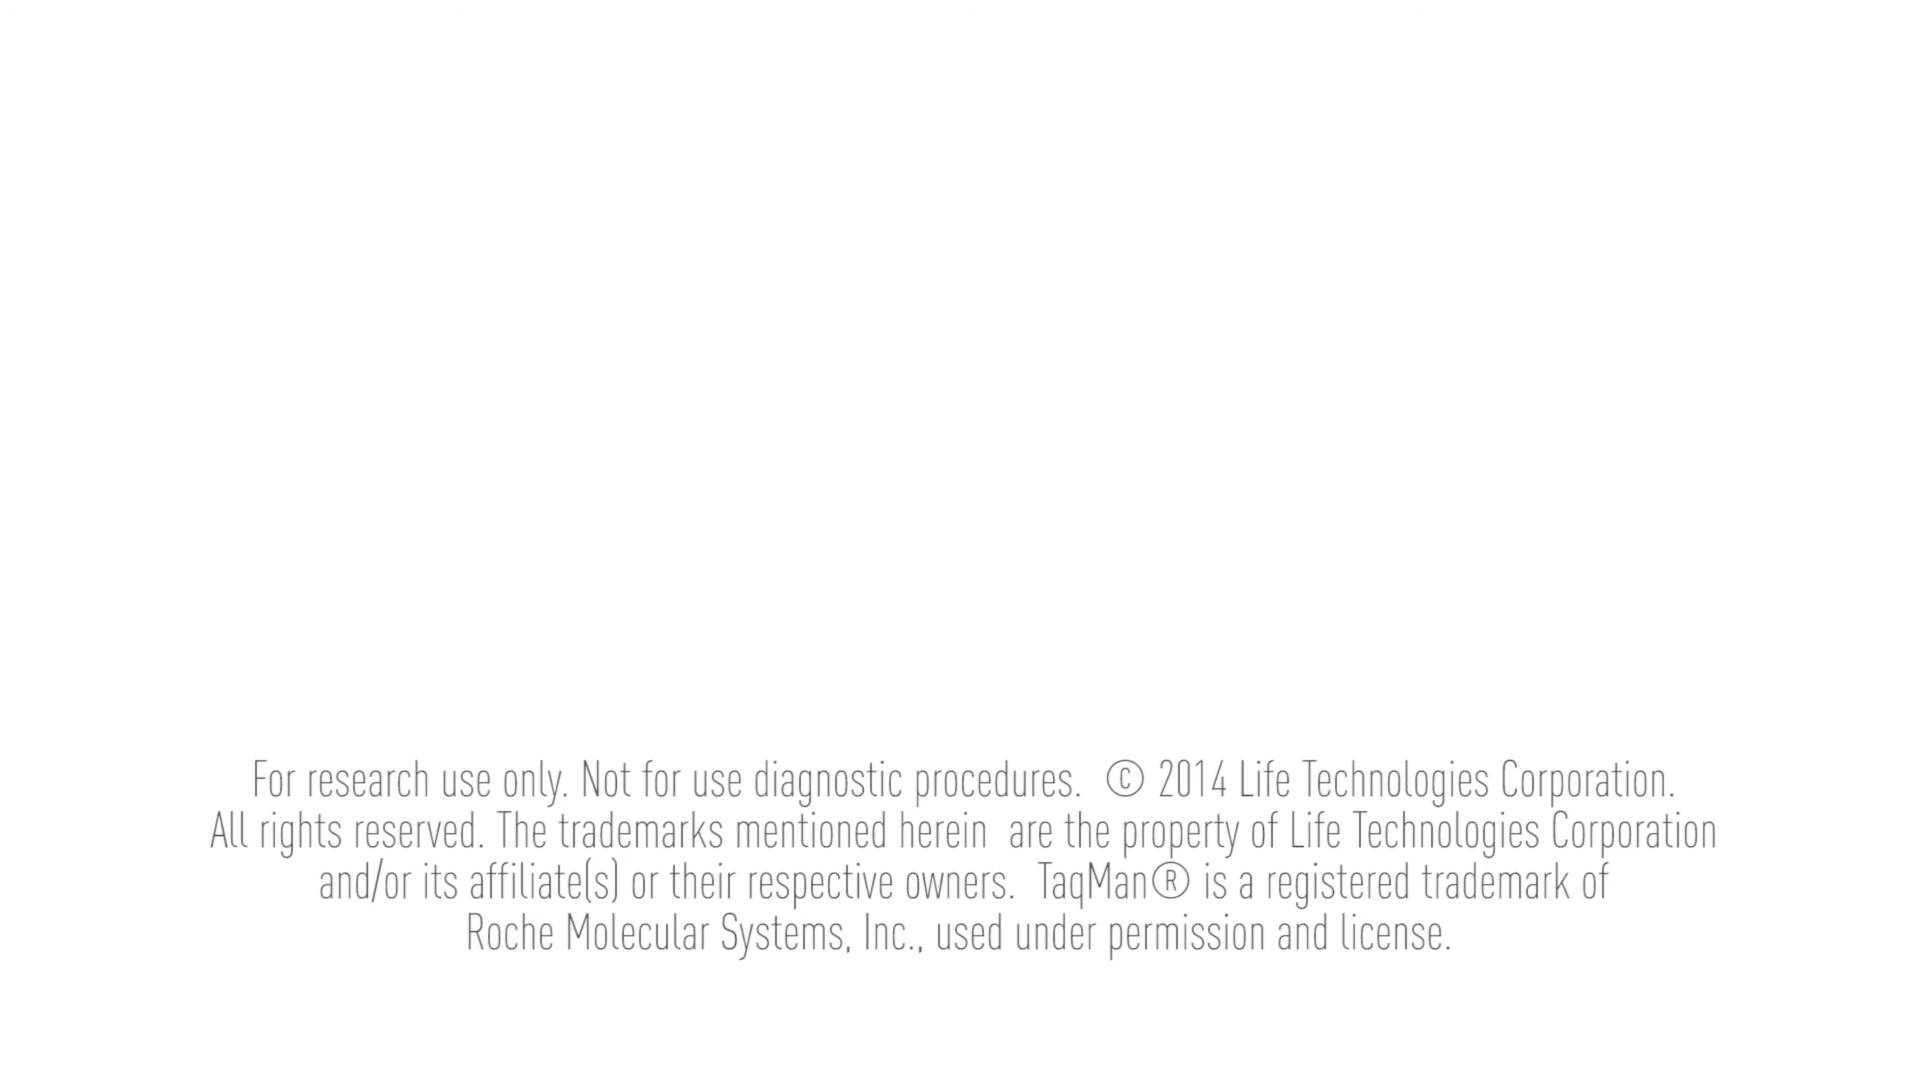 For research use only. Not for use diagnostic procedures.  © 2014 Life Technologies Corporation.
All rights reserved. The trademarks mentioned herein  are the property of Life Technologies Corporation
and/or its affiliate(s) or their respective owners.  TaqMan® is a registered trademark of
Roche Molecular Systems, Inc., used under permission and license.